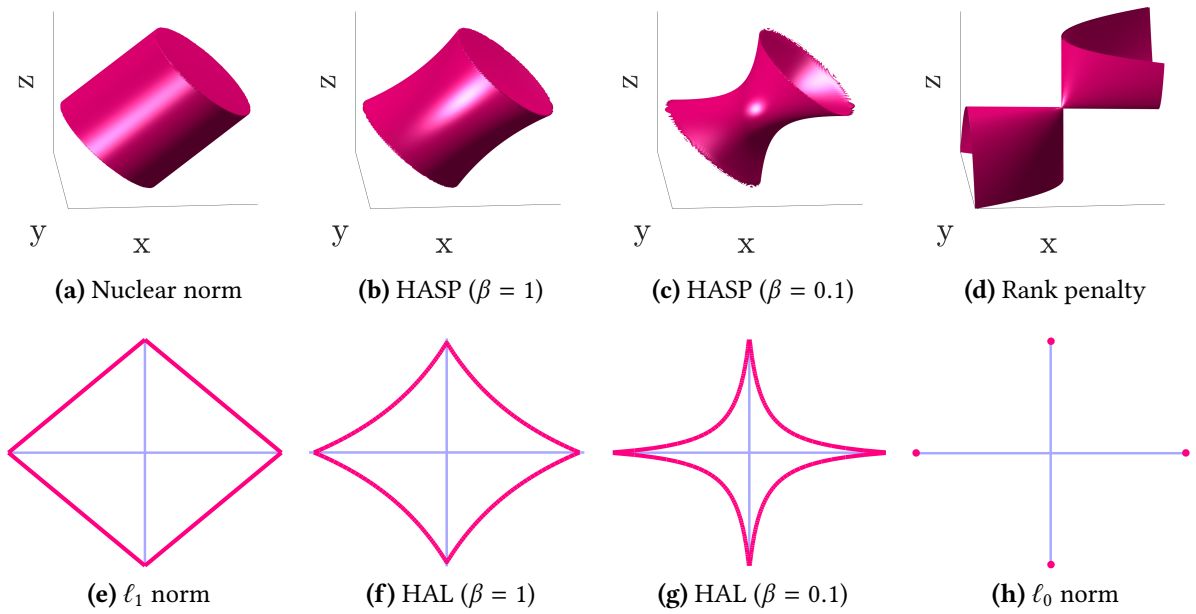 z z z z
y x y x y x y x
(a) Nuclear norm (b) HASP (β = 1) (c) HASP (β = 0.1) (d) Rank penalty
(e) ℓ₁ norm (f) HAL (β = 1) (g) HAL (β = 0.1) (h) ℓ₀ norm